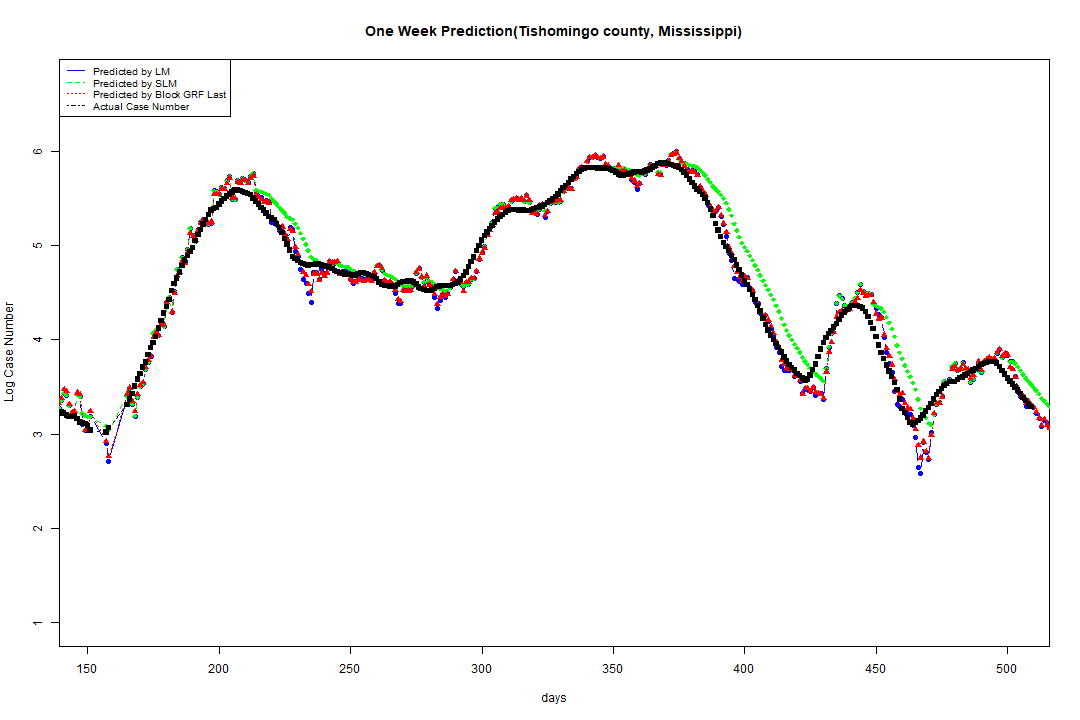 One Week Prediction(Tishomingo county, Mississippi)
Predicted by LM
Predicted by SLM
Predicted by Block GRF Last
Actual Case Number
6
5
4
3
2
1
Log Case Number
150 200 250 300 350 400 450 500
days